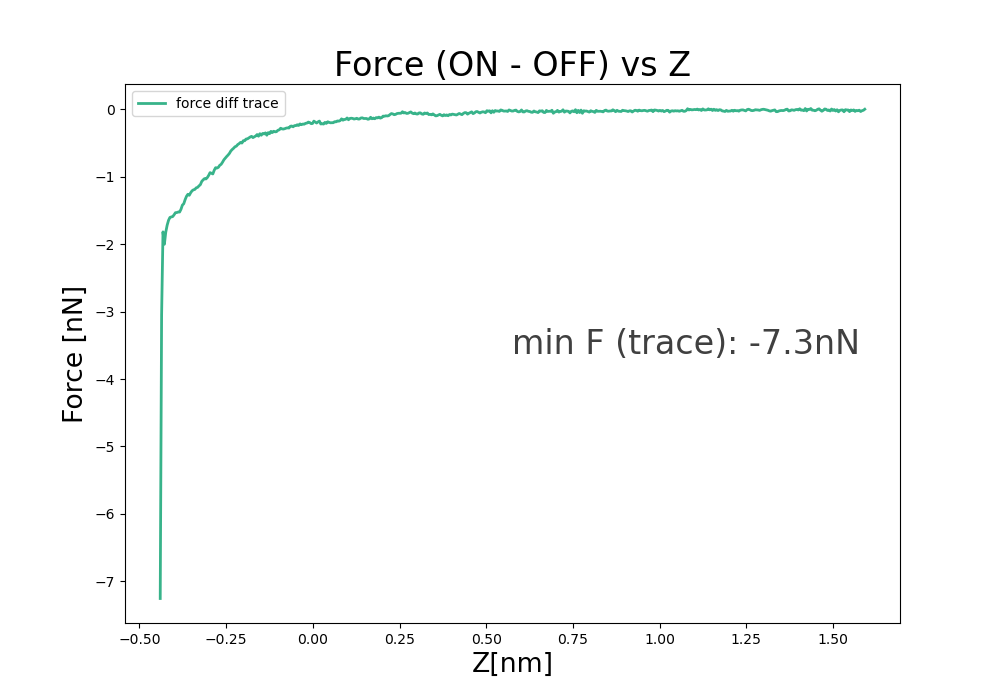 Force (ON - OFF) vs Z
force diff trace
0
−1
−2
−3
−4
−5
−6
−7
Force [nN]
min F (trace): -7.3nN
−0.50 −0.25 0.00 0.25 0.50 0.75 1.00 1.25 1.50
Z[nm]